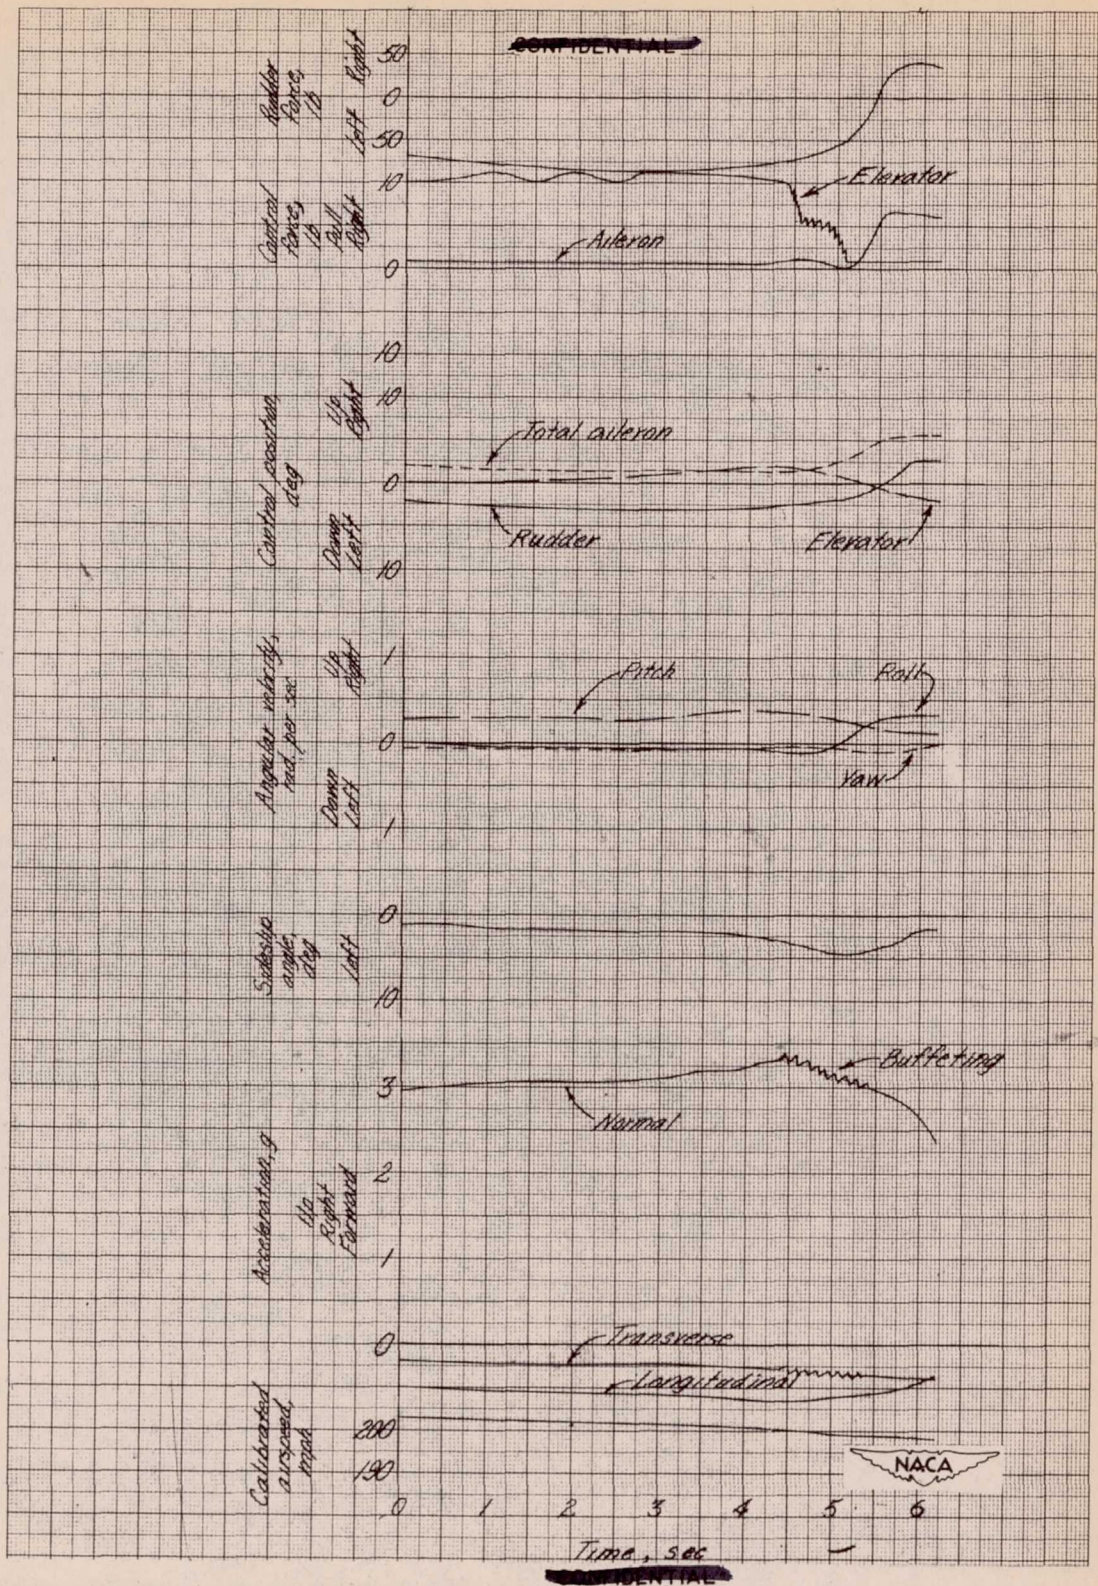 CONFIDENTIAL
Rudder
force,
lb
Left Right
50
0
50
Control
force,
lb
Pull
Right
10
0
10
Elevator
Aileron
Control position,
deg
Up
Right
Down
Left
10
0
10
Total aileron
Rudder
Elevator
Angular velocity,
rad. per sec
Up
Right
Down
Left
1
0
1
Pitch
Roll
Yaw
Sideslip
angle,
deg
Left
0
10
Acceleration, g
Up
Right
Forward
3
2
1
0
Buffeting
Normal
Transverse
Longitudinal
Calibrated
airspeed,
mph
200
190
NACA
0 1 2 3 4 5 6
Time, sec
CONFIDENTIAL